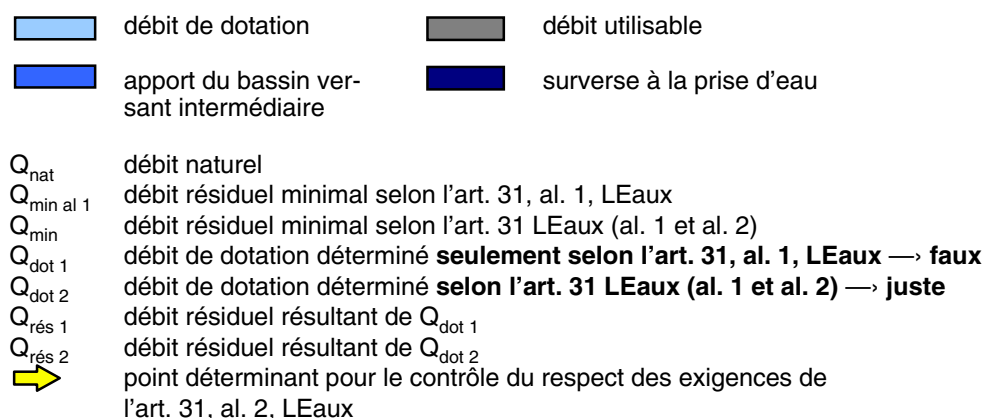 débit de dotation
débit utilisable
apport du bassin ver-
sant intermédiaire
surverse à la prise d'eau
Qnat débit naturel
Qmin al 1 débit résiduel minimal selon l'art. 31, al. 1, LEaux
Qmin débit résiduel minimal selon l'art. 31 LEaux (al. 1 et al. 2)
Qdot 1 débit de dotation déterminé seulement selon l'art. 31, al. 1, LEaux —› faux
Qdot 2 débit de dotation déterminé selon l'art. 31 LEaux (al. 1 et al. 2) —› juste
Qrés 1 débit résiduel résultant de Qdot 1
Qrés 2 débit résiduel résultant de Qdot 2
point déterminant pour le contrôle du respect des exigences de
l'art. 31, al. 2, LEaux